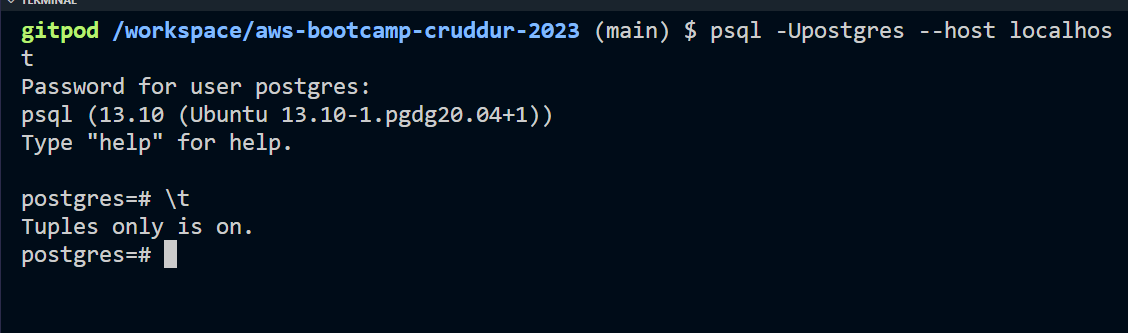 TERMINAL
gitpod /workspace/aws-bootcamp-cruddur-2023 (main) $ psql -Upostgres --host localhos
t
Password for user postgres:
psql (13.10 (Ubuntu 13.10-1.pgdg20.04+1))
Type "help" for help.
postgres=# \t
Tuples only is on.
postgres=#